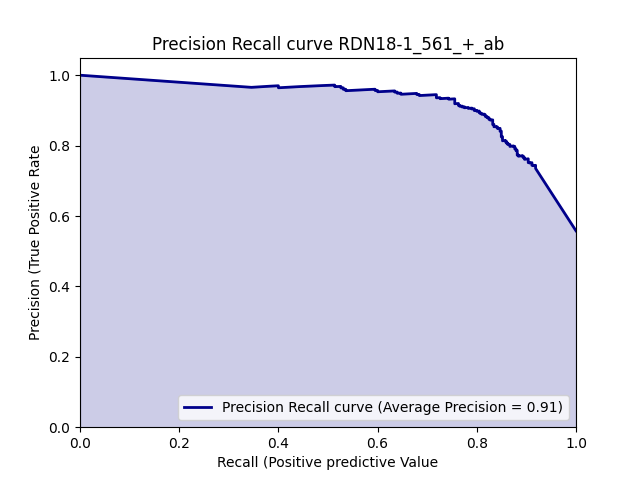 Precision Recall curve RDN18-1_561_+_ab
1.0
0.8
0.6
0.4
0.2
0.0
Precision (True Positive Rate
Precision Recall curve (Average Precision = 0.91)
0.0 0.2 0.4 0.6 0.8 1.0
Recall (Positive predictive Value